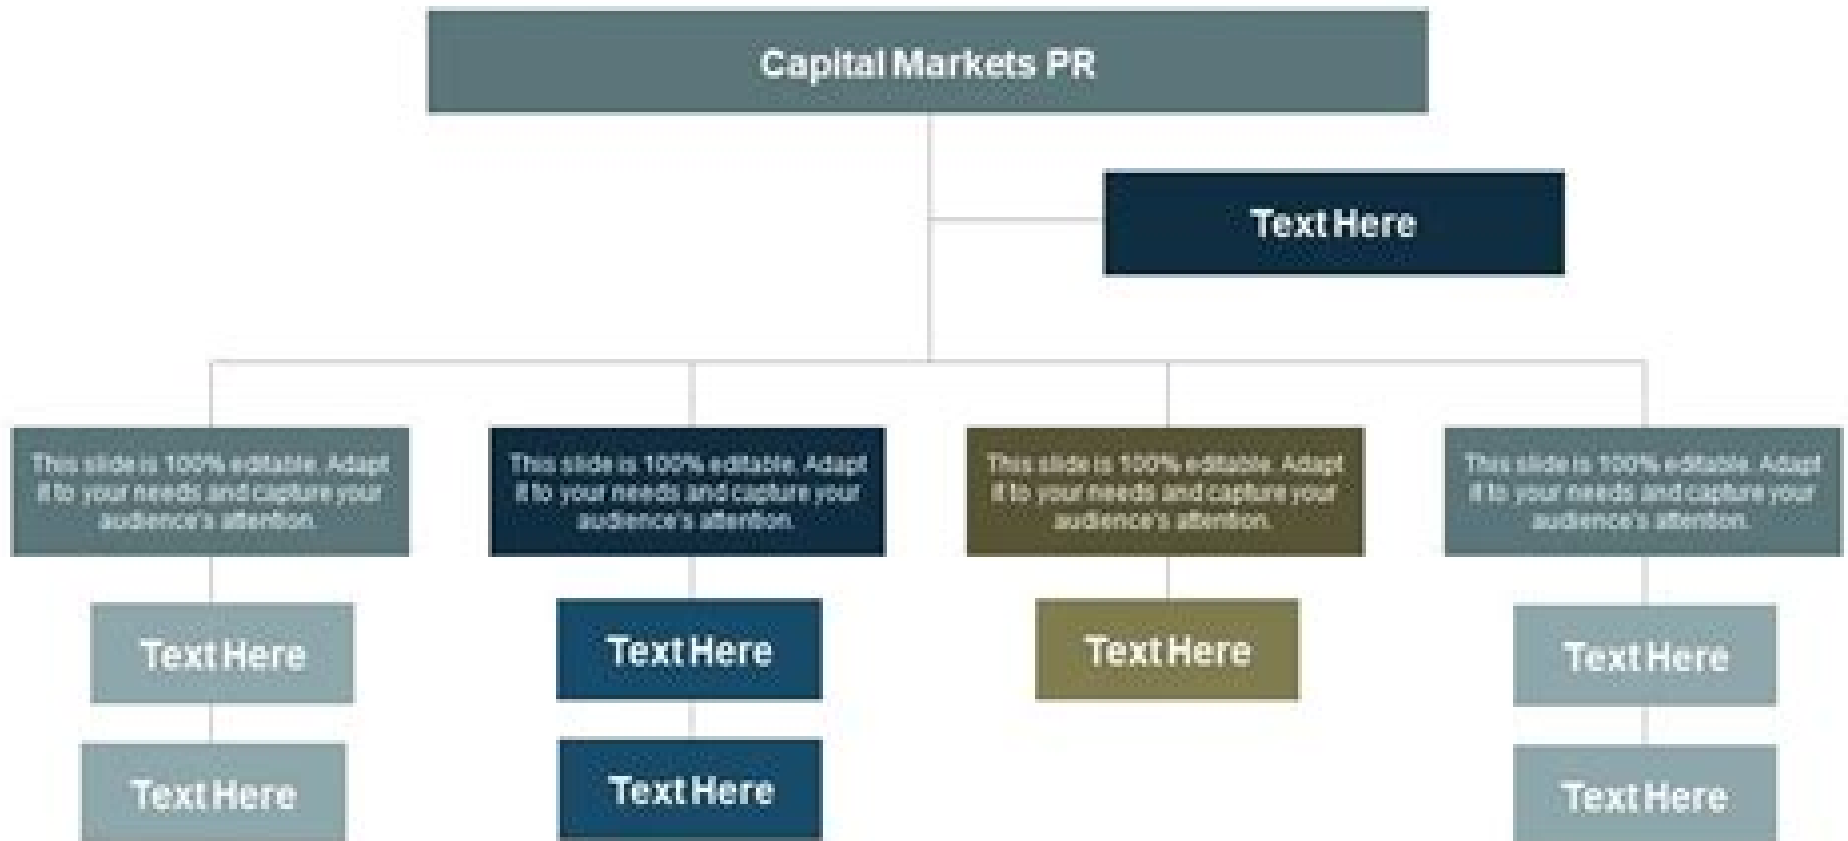 Capital Markets PR
Text Here
This slide is 100% editable. Adapt
it to your needs and capture your
audience's attention.
This slide is 100% editable. Adapt
it to your needs and capture your
audience's attention.
This slide is 100% editable. Adapt
it to your needs and capture your
audience's attention.
This slide is 100% editable. Adapt
it to your needs and capture your
audience's attention.
Text Here
Text Here
Text Here
Text Here
Text Here
Text Here
Text Here